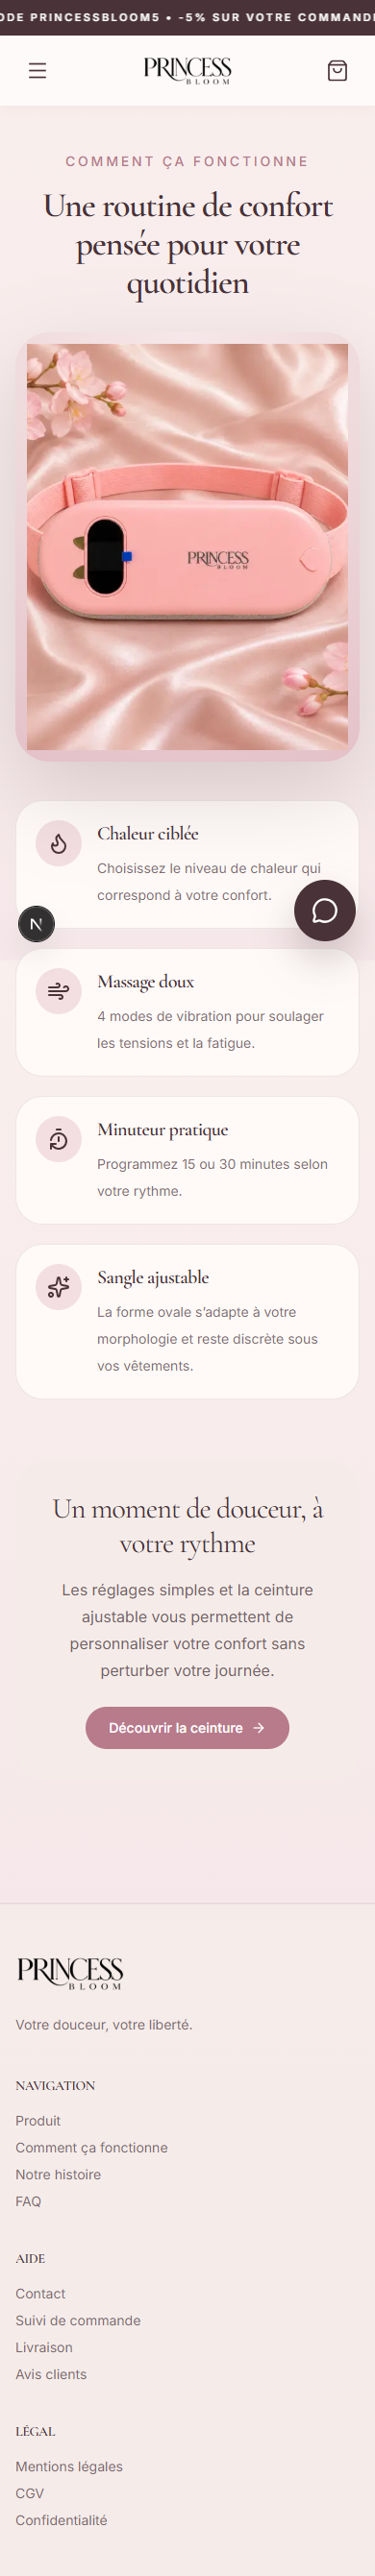 ODE PRINCESSBLOOM5 • -5% SUR VOTRE COMMAND
PRINCESS
BLOOM
COMMENT ÇA FONCTIONNE
Une routine de confort
pensée pour votre
quotidien
PRINCESS
BLOOM
Chaleur ciblée
Choisissez le niveau de chaleur qui
correspond à votre confort.
N
Massage doux
4 modes de vibration pour soulager
les tensions et la fatigue.
Minuteur pratique
Programmez 15 ou 30 minutes selon
votre rythme.
Sangle ajustable
La forme ovale s’adapte à votre
morphologie et reste discrète sous
vos vêtements.
Un moment de douceur, à
votre rythme
Les réglages simples et la ceinture
ajustable vous permettent de
personnaliser votre confort sans
perturber votre journée.
Découvrir la ceinture
PRINCESS
BLOOM
Votre douceur, votre liberté.
NAVIGATION
Produit
Comment ça fonctionne
Notre histoire
FAQ
AIDE
Contact
Suivi de commande
Livraison
Avis clients
LÉGAL
Mentions légales
CGV
Confidentialité